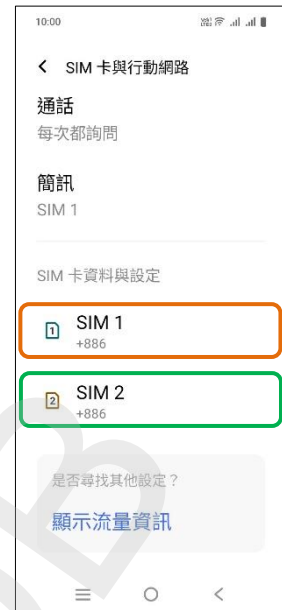 10:00
SIM 卡與行動網路
通話
每次都詢問
簡訊
SIM 1
SIM 卡資料與設定
1
SIM 1
+886
2
SIM 2
+886
是否尋找其他設定？
顯示流量資訊